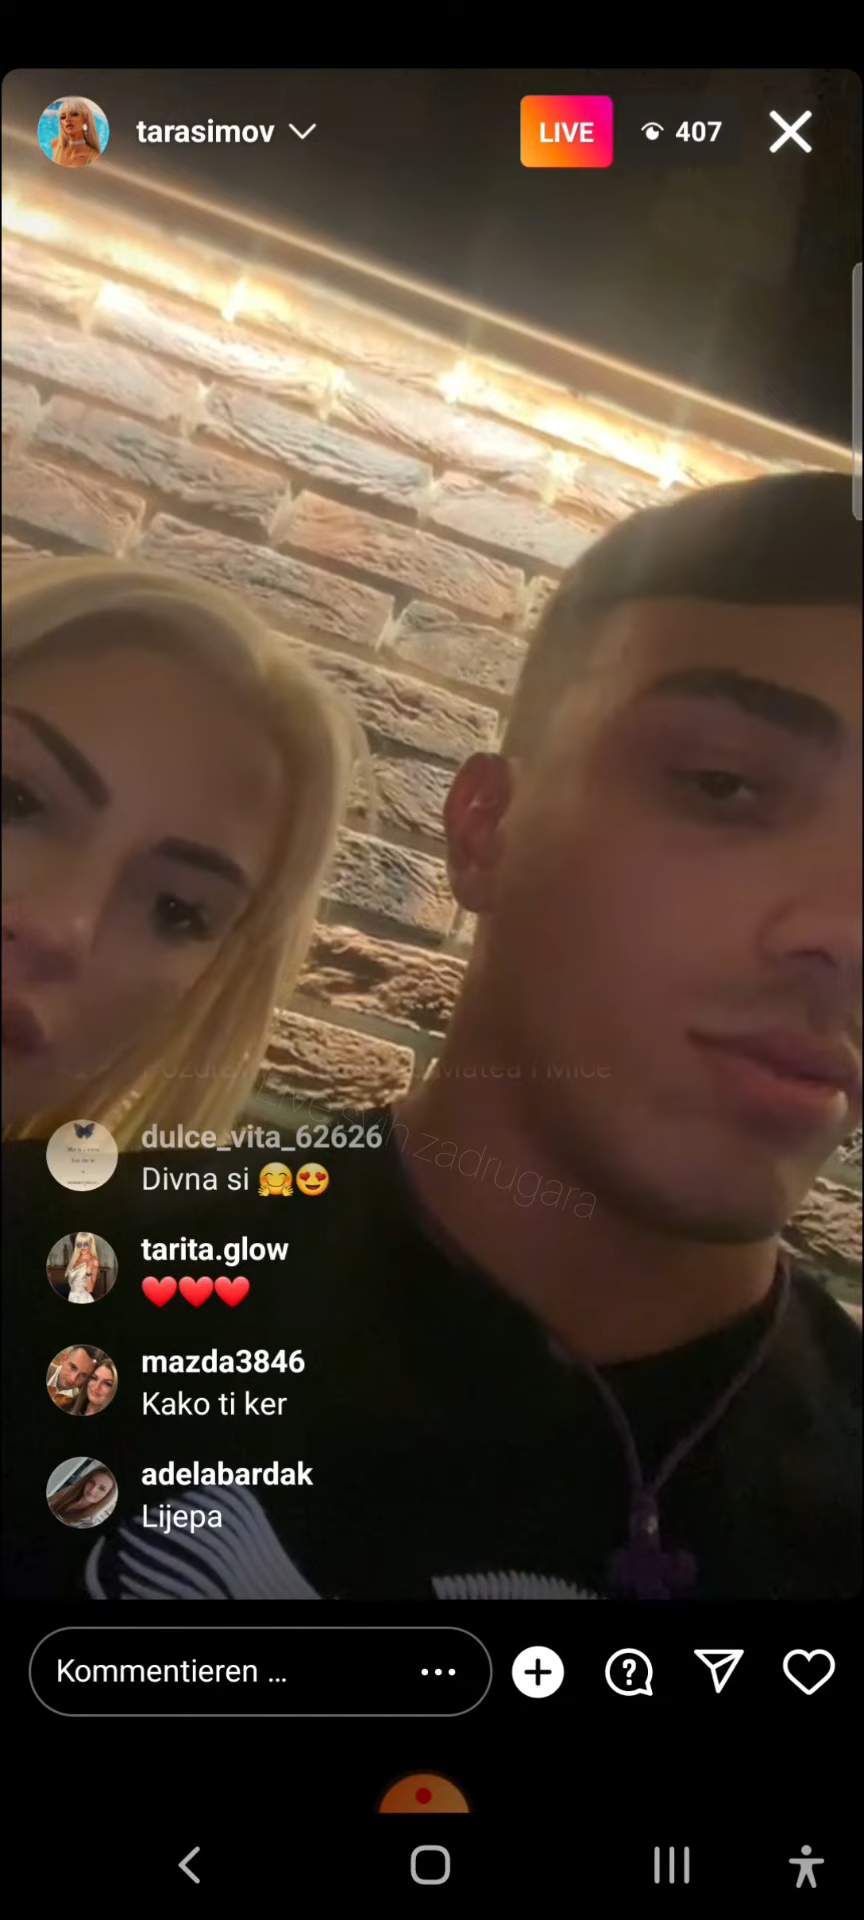 tarasimov
LIVE
407
dulce_vita_62626
Divna si 🤗😍
tarita.glow
❤️❤️❤️
mazda3846
Kako ti ker
adelabardak
Lijepa
zadrugara
Kommentieren ...